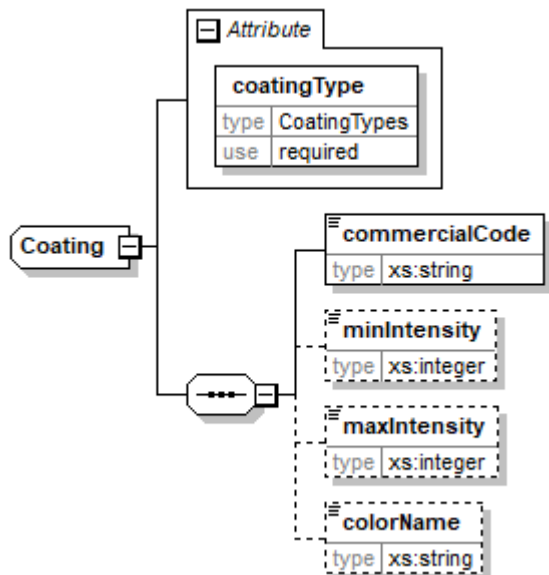 Attribute
coatingType
type CoatingTypes
use required
Coating
commercialCode
type xs:string
minIntensity
type xs:integer
maxIntensity
type xs:integer
colorName
type xs:string